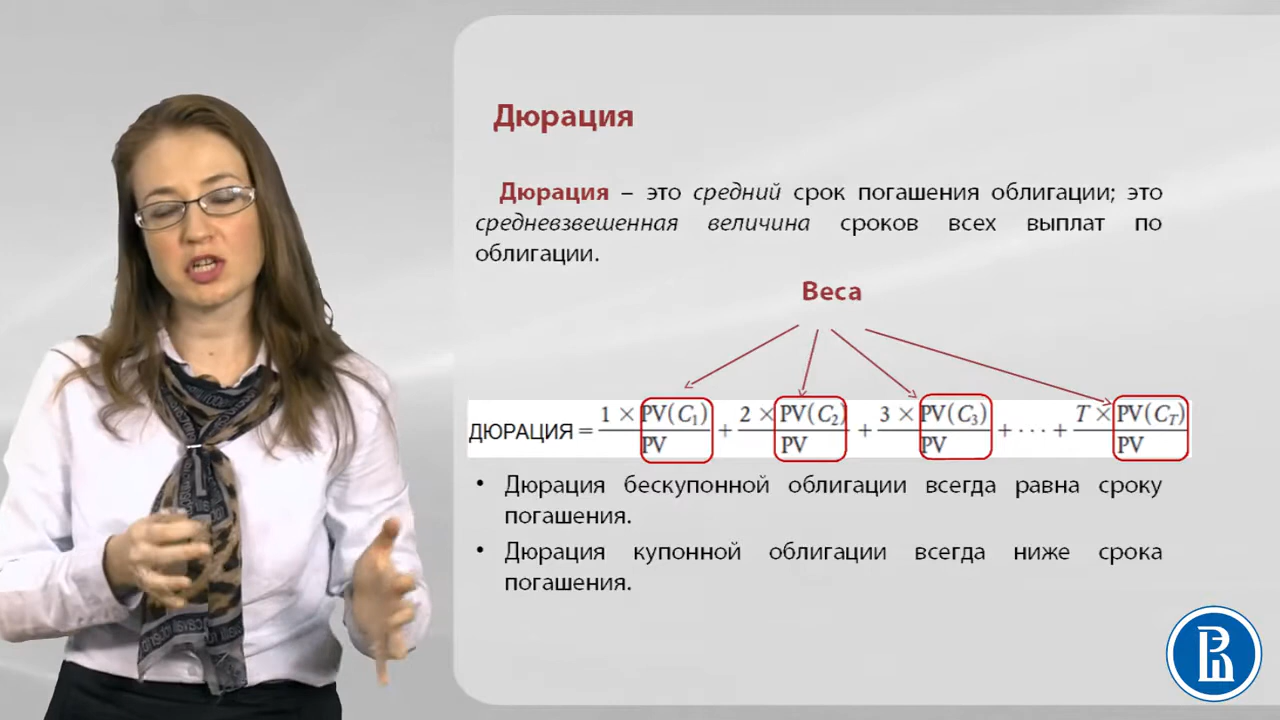 Дюрация
Дюрация – это средний срок погашения облигации; это
средневзвешенная величина сроков всех выплат по
облигации.
Веса
ДЮРАЦИЯ = 1 × PV(C₁)/PV + 2 × PV(C₂)/PV + 3 × PV(C₃)/PV + · · · + T × PV(C_T)/PV
• Дюрация бескупонной облигации всегда равна сроку
погашения.
• Дюрация купонной облигации всегда ниже срока
погашения.